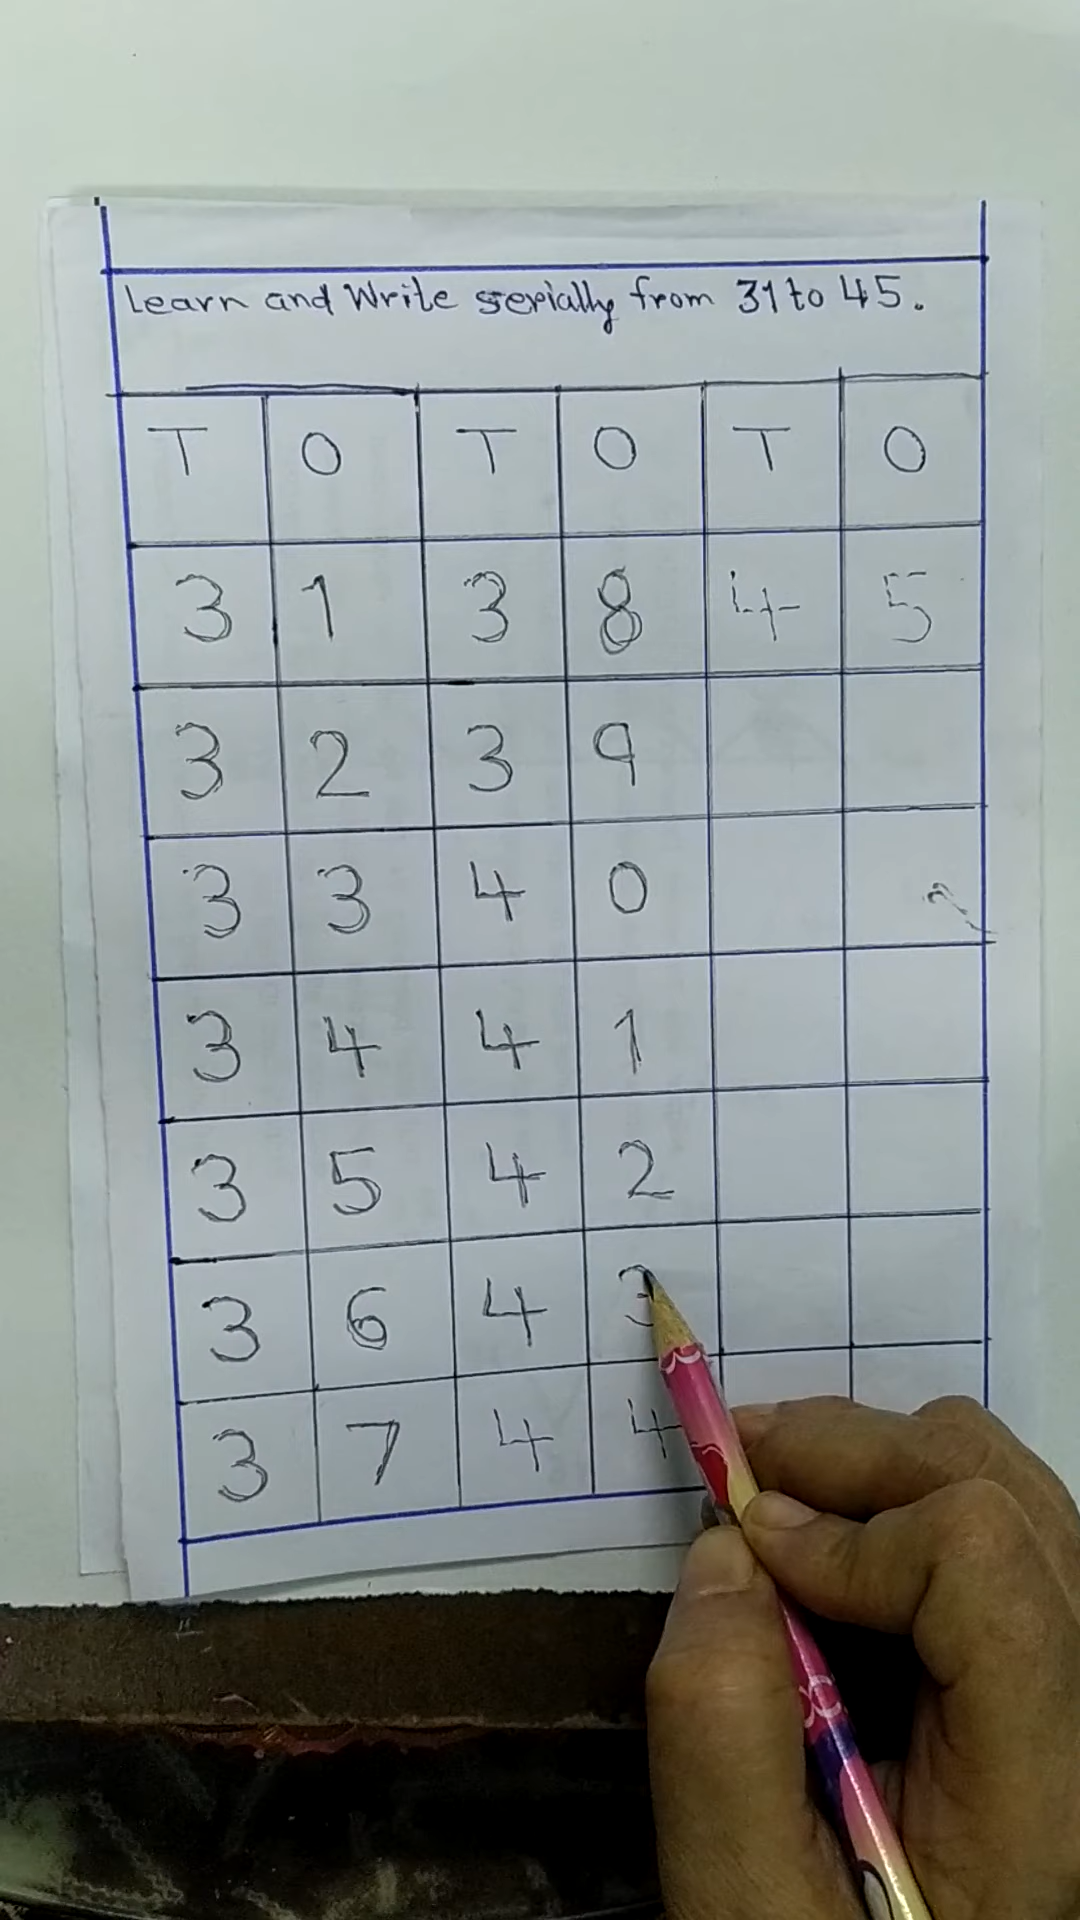 Learn and Write serially from 31 to 45.
T O T O T O
3 1 3 8 4 5
3 2 3 9
3 3 4 0
3 4 4 1
3 5 4 2
3 6 4 3
3 7 4 4